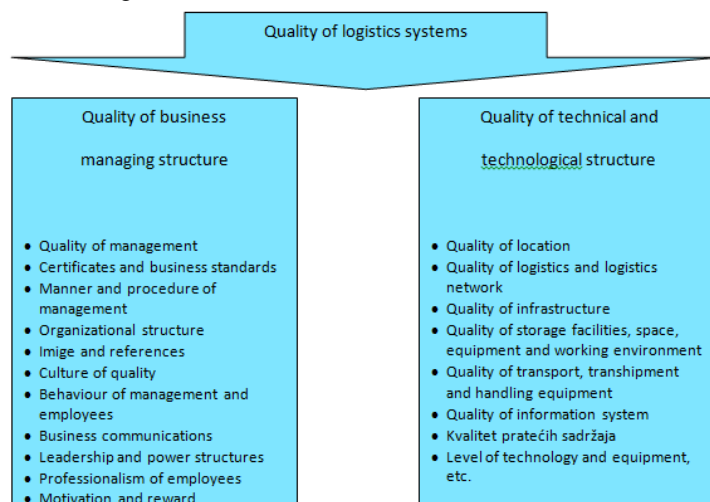 Quality of logistics systems
Quality of business
managing structure
• Quality of management
• Certificates and business standards
• Manner and procedure of
management
• Organizational structure
• Imige and references
• Culture of quality
• Behaviour of management and
employees
• Business communications
• Leadership and power structures
• Professionalism of employees
• Motivation and reward
Quality of technical and
technological structure
• Quality of location
• Quality of logistics and logistics
network
• Quality of infrastructure
• Quality of storage facilities, space,
equipment and working environment
• Quality of transport, transhipment
and handling equipment
• Quality of information system
• Kvalitet pratećih sadržaja
• Level of technology and equipment,
etc.